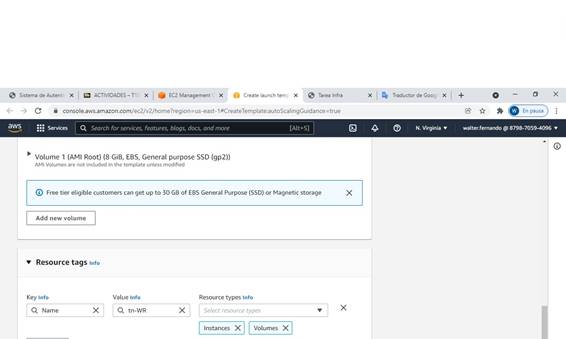 Sistema de Autenti
ACTIVIDADES – T1S
EC2 Management
Create launch temp
Tarea Infra
Traductor de Goog
console.aws.amazon.com/ec2/v2/home?region=us-east-1#CreateTemplate:autoScalingGuidance=true
W En pausa
aws Services Search for services, features, blogs, docs, and more [Alt+S] N. Virginia walter.fernando @ 8798-7059-4096
Volume 1 (AMI Root) (8 GiB, EBS, General purpose SSD (gp2))
AMI Volumes are not included in the template unless modified
Free tier eligible customers can get up to 30 GB of EBS General Purpose (SSD) or Magnetic storage
Add new volume
Resource tags Info
Key Info Value Info Resource types Info
Name tn-WR Select resource types
Instances Volumes